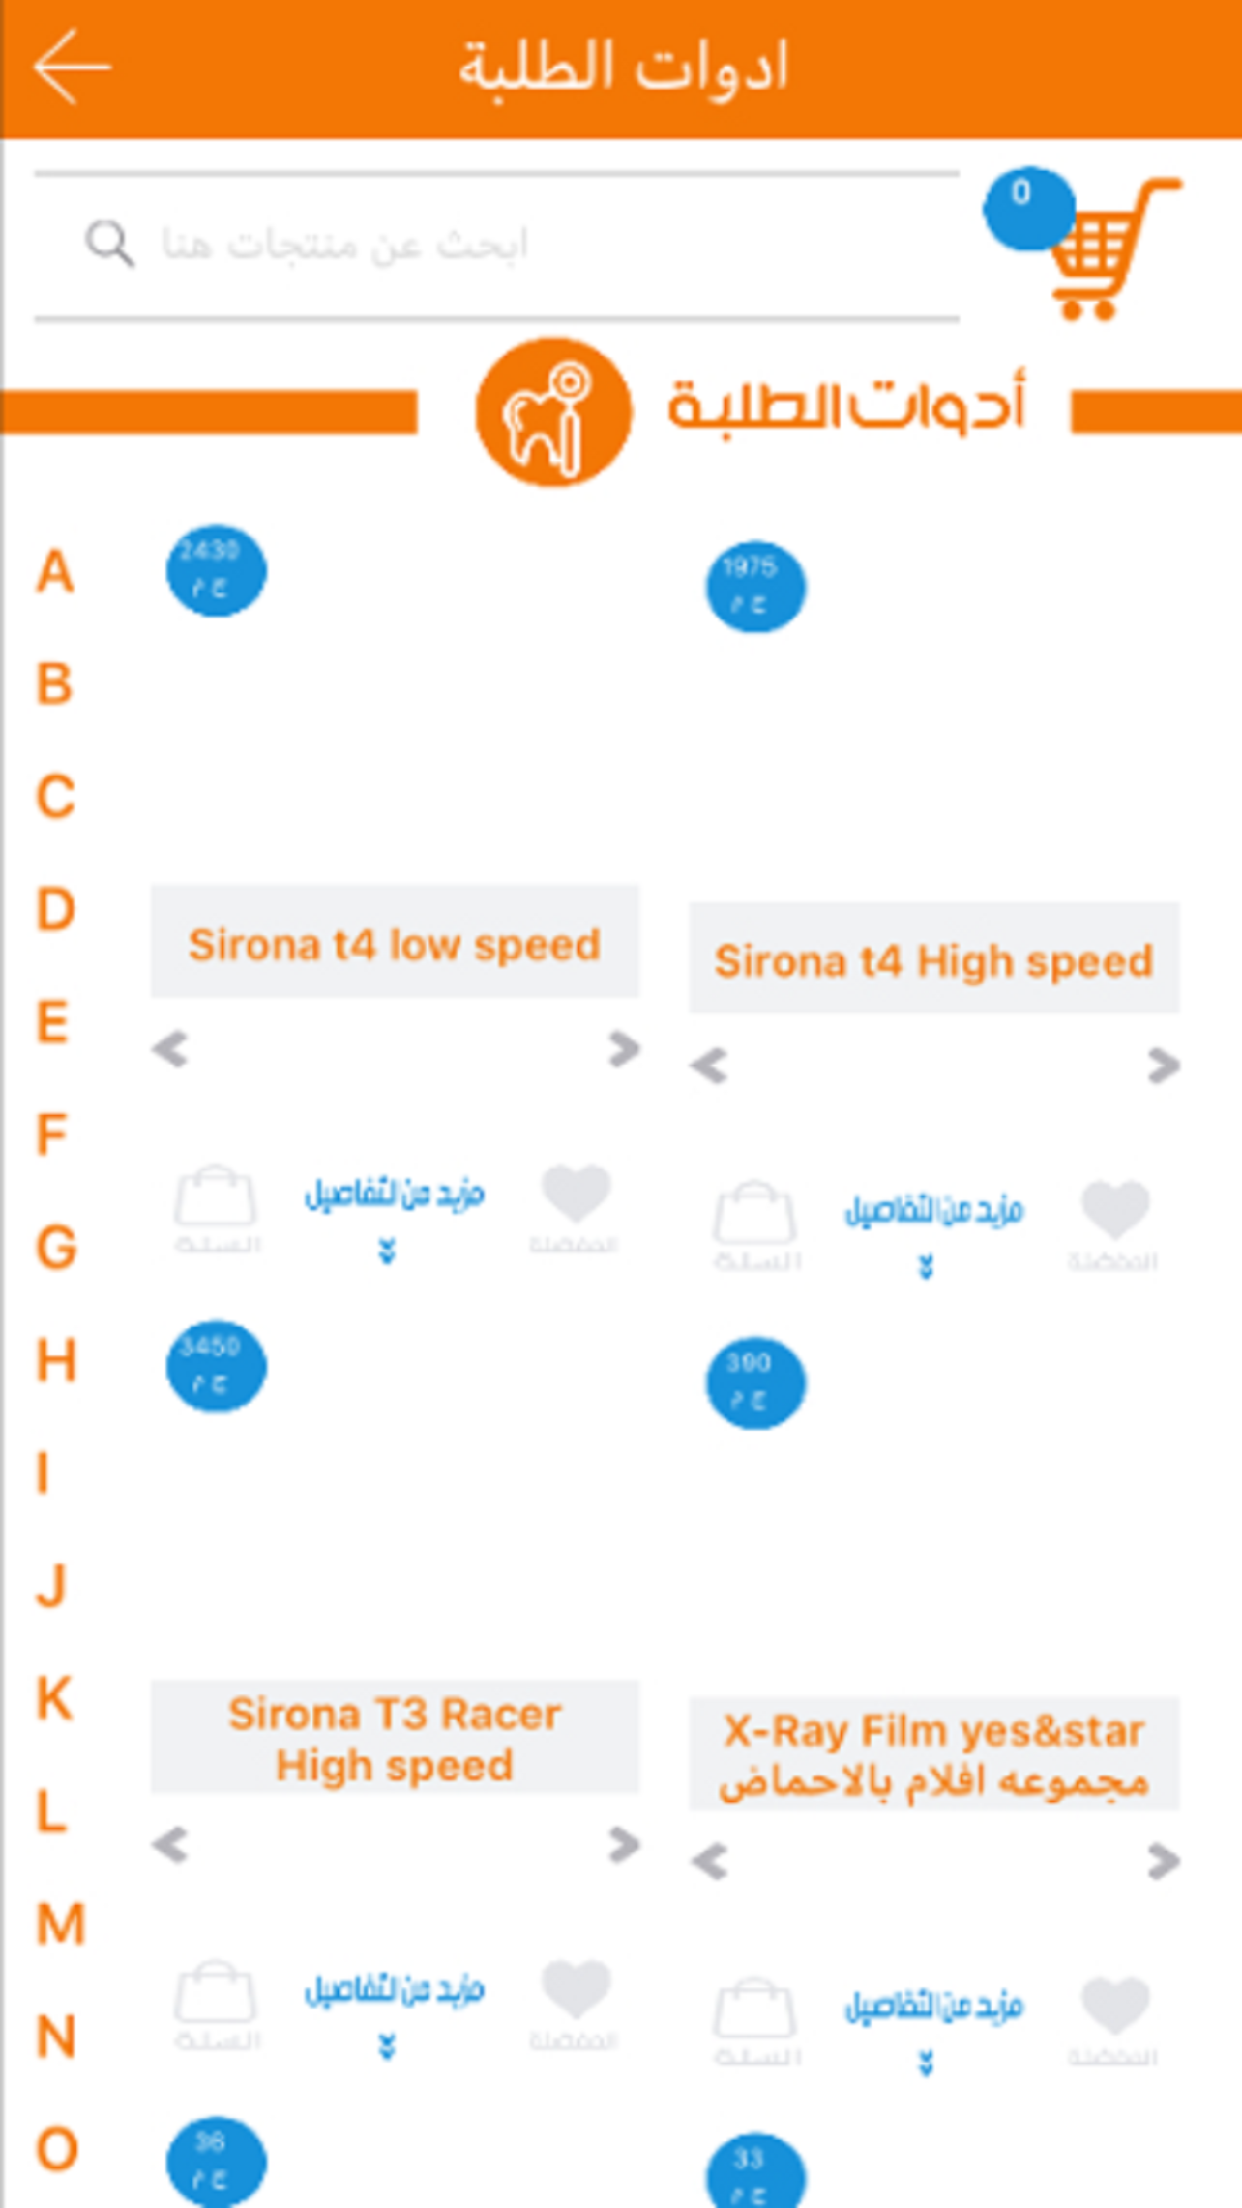 ادوات الطلبة
0
ابحث عن منتجات هنا
أدوات الطلبة
A
B
C
D
E
F
G
H
I
J
K
L
M
N
O
2430
ج م
Sirona t4 low speed
السلة
مزيد من التفاصيل
المفضلة
1975
ج م
Sirona t4 High speed
السلة
مزيد من التفاصيل
المفضلة
3450
ج م
Sirona T3 Racer
High speed
السلة
مزيد من التفاصيل
المفضلة
390
ج م
X-Ray Film yes&star
مجموعه افلام بالاحماض
السلة
مزيد من التفاصيل
المفضلة
36
ج م
33
ج م